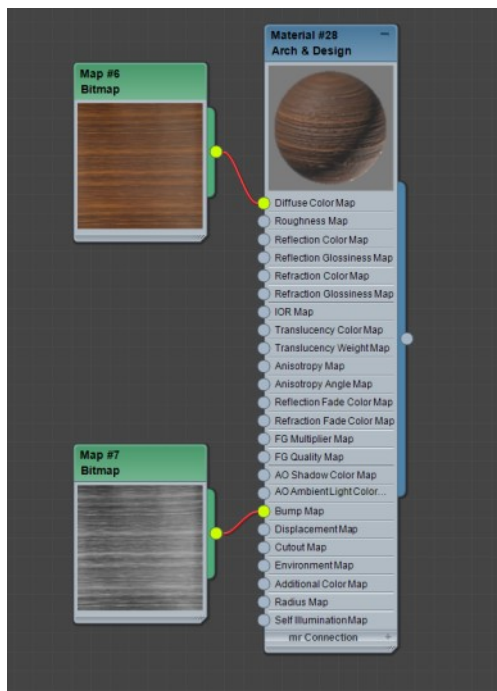 Map #6
Bitmap
Material #28
Arch & Design
Diffuse Color Map
Roughness Map
Reflection Color Map
Reflection Glossiness Map
Refraction Color Map
Refraction Glossiness Map
IOR Map
Translucency Color Map
Translucency Weight Map
Anisotropy Map
Anisotropy Angle Map
Reflection Fade Color Map
Refraction Fade Color Map
FG Multiplier Map
FG Quality Map
AO Shadow Color Map
AO Ambient Light Color...
Bump Map
Displacement Map
Cutout Map
Environment Map
Additional Color Map
Radius Map
Self Illumination Map
mr Connection
Map #7
Bitmap